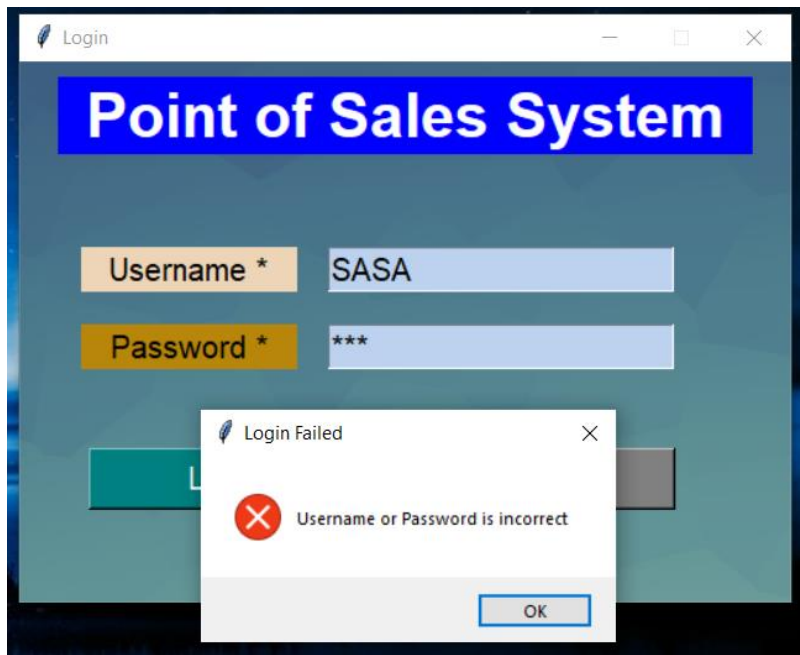 Login
Point of Sales System
Username *
SASA
Password *
***
Login Failed
L
Username or Password is incorrect
OK